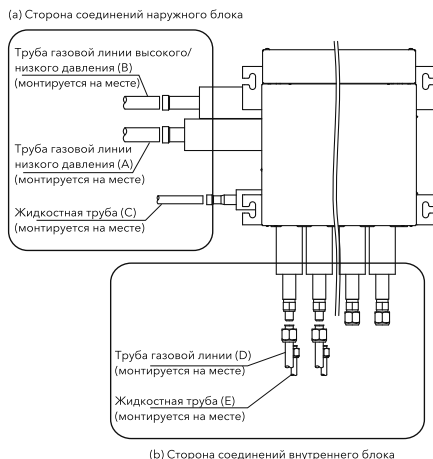 (a) Сторона соединений наружного блока
Труба газовой линии высокого/
низкого давления (B)
(монтируется на месте)
Труба газовой линии
низкого давления (A)
(монтируется на месте)
Жидкостная труба (C)
(монтируется на месте)
Труба газовой линии (D)
(монтируется на месте)
Жидкостная труба (E)
(монтируется на месте)
(b) Сторона соединений внутреннего блока